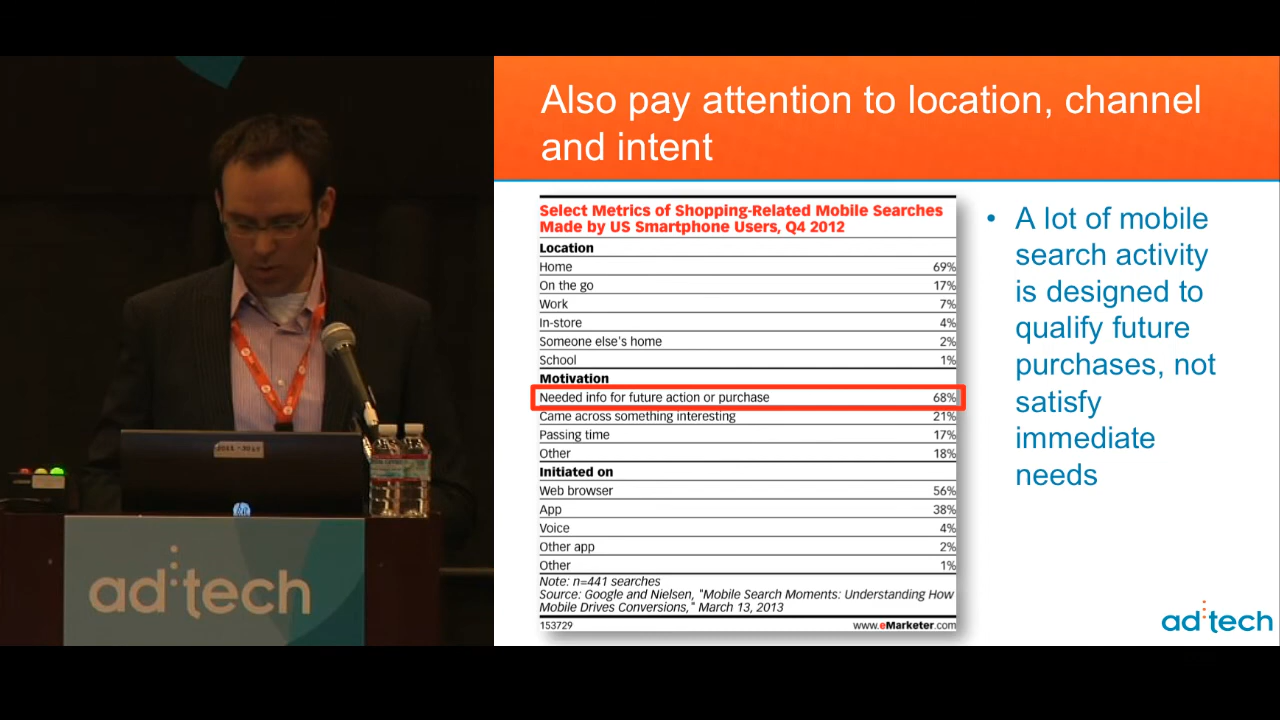 Also pay attention to location, channel
and intent
Select Metrics of Shopping-Related Mobile Searches
Made by US Smartphone Users, Q4 2012
Location
Home 69%
On the go 17%
Work 7%
In-store 4%
Someone else's home 2%
School 1%
Motivation
Needed info for future action or purchase 68%
Came across something interesting 21%
Passing time 17%
Other 18%
Initiated on
Web browser 56%
App 38%
Voice 4%
Other app 2%
Other 1%
Note: n=441 searches
Source: Google and Nielsen, "Mobile Search Moments: Understanding How
Mobile Drives Conversions," March 13, 2013
153729 www.eMarketer.com
• A lot of mobile
search activity
is designed to
qualify future
purchases, not
satisfy
immediate
needs
ad:tech
ad:tech